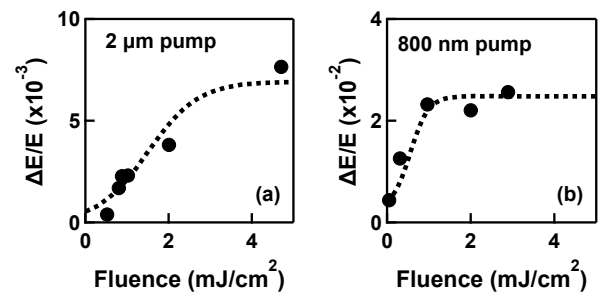 10
5
0
ΔE/E (x10⁻³)
2 µm pump
(a)
0
2
4
Fluence (mJ/cm²)
4
2
0
ΔE/E (x10⁻²)
800 nm pump
(b)
0
2
4
Fluence (mJ/cm²)